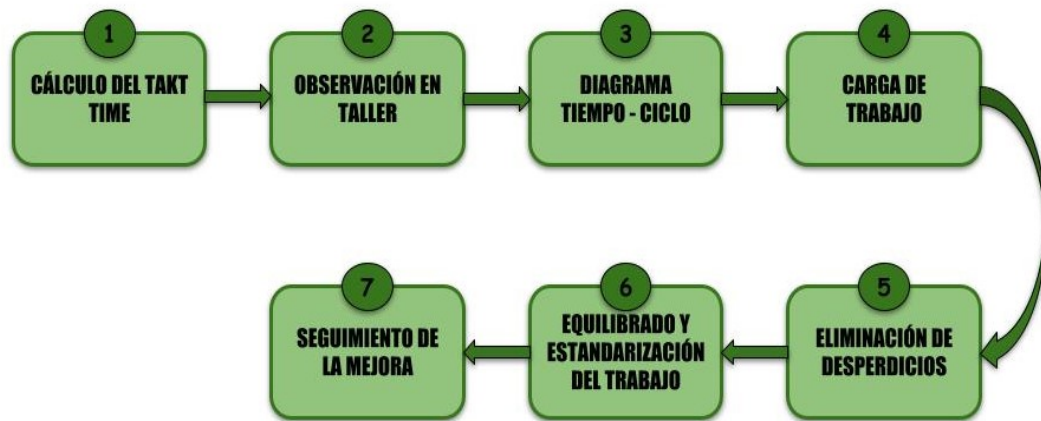 1
CÁLCULO DEL TAKT
TIME
2
OBSERVACIÓN EN
TALLER
3
DIAGRAMA
TIEMPO - CICLO
4
CARGA DE
TRABAJO
5
ELIMINACIÓN DE
DESPERDICIOS
6
EQUILIBRADO Y
ESTANDARIZACIÓN
DEL TRABAJO
7
SEGUIMIENTO DE
LA MEJORA